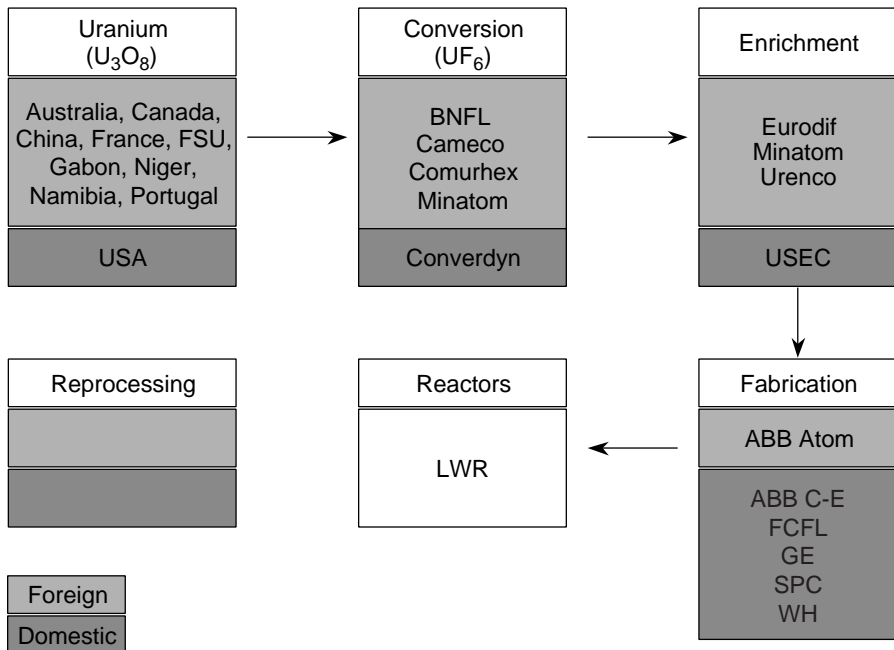 Uranium
(U₃O₈)
Australia, Canada,
China, France, FSU,
Gabon, Niger,
Namibia, Portugal
USA
Conversion
(UF₆)
BNFL
Cameco
Comurhex
Minatom
Converdyn
Enrichment
Eurodif
Minatom
Urenco
USEC
Reprocessing
Reactors
LWR
Fabrication
ABB Atom
ABB C-E
FCFL
GE
SPC
WH
Foreign
Domestic